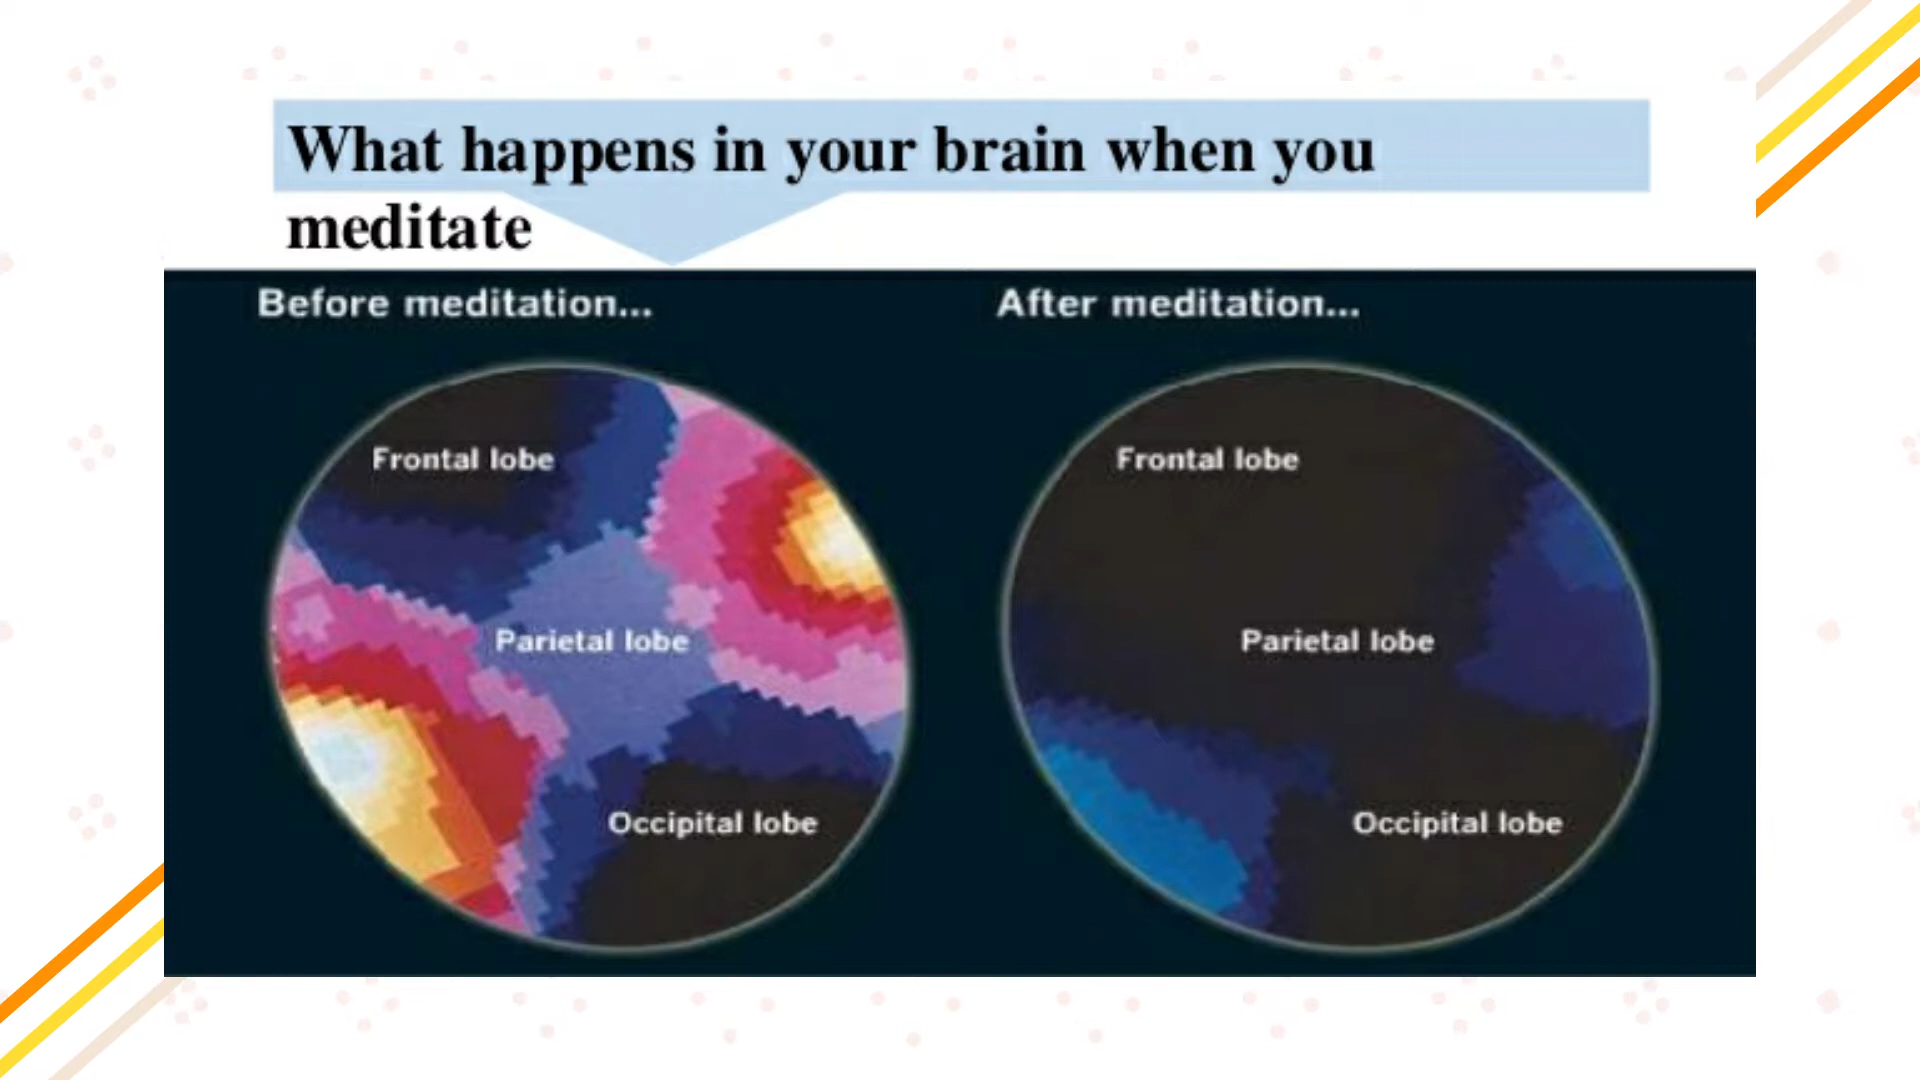 What happens in your brain when you
meditate
Before meditation...
After meditation...
Frontal lobe
Parietal lobe
Occipital lobe
Frontal lobe
Parietal lobe
Occipital lobe